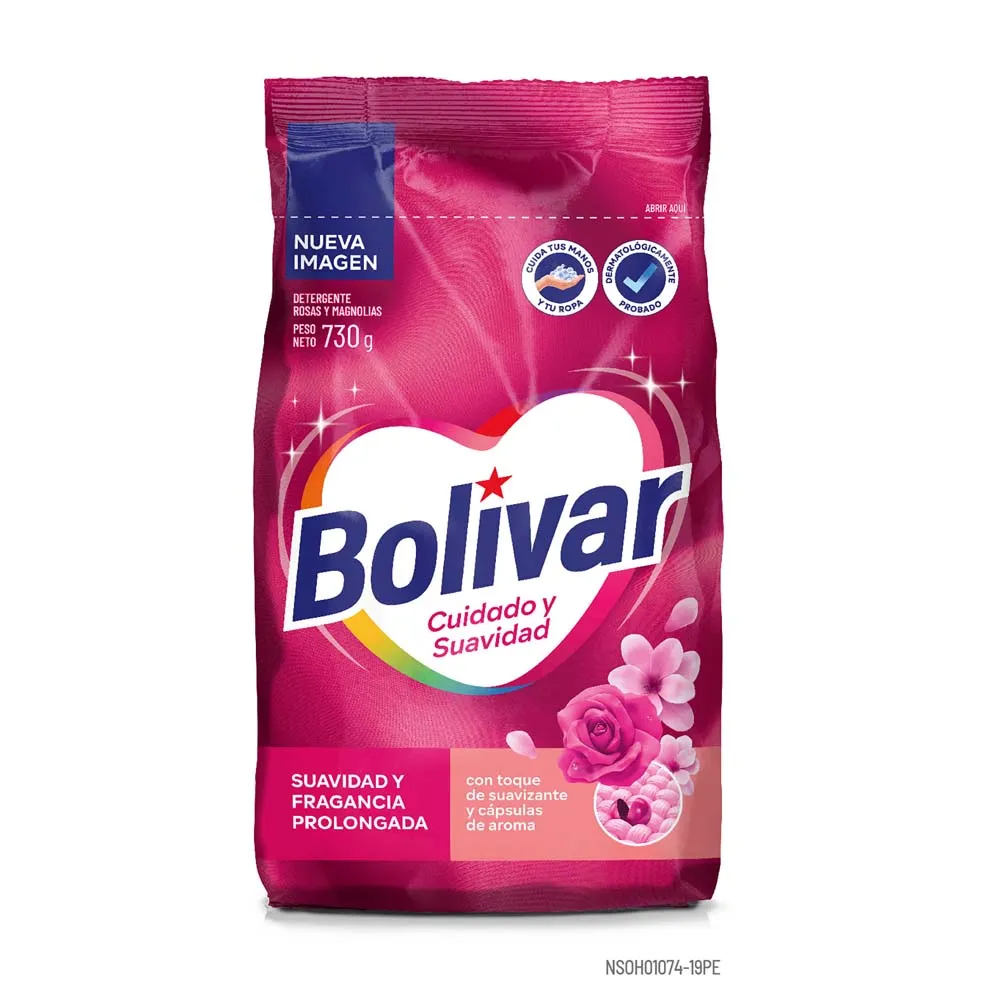 ABRIR AQUÍ
NUEVA
IMAGEN
DETERGENTE
ROSAS Y MAGNOLIAS
PESO
NETO 730 g
CUIDA TUS MANOS
Y TU ROPA
DERMATOLÓGICAMENTE
PROBADO
Bolivar
Cuidado y
Suavidad
SUAVIDAD Y
FRAGANCIA
PROLONGADA
con toque
de suavizante
y cápsulas
de aroma
NSOH01074-19PE